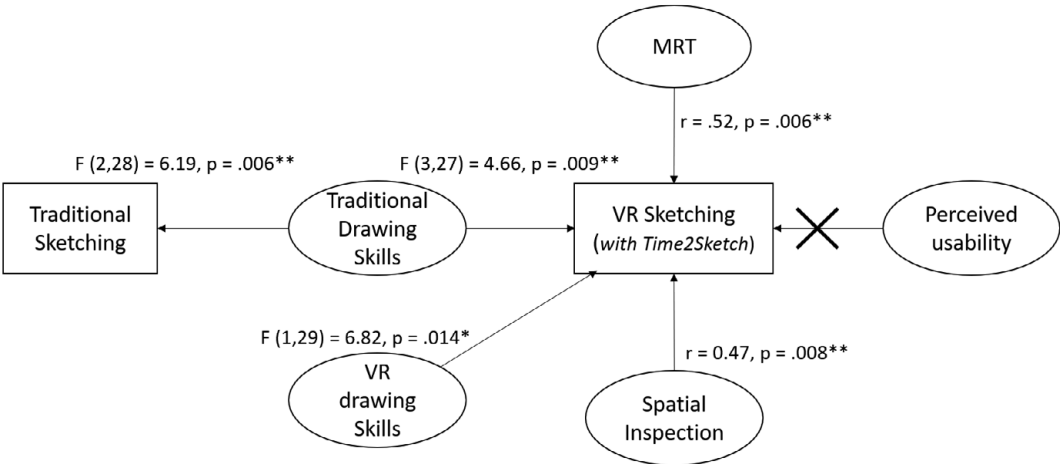 MRT
r = .52, p = .006**
F (2,28) = 6.19, p = .006**
F (3,27) = 4.66, p = .009**
Traditional
Sketching
Traditional
Drawing
Skills
VR Sketching
(with Time2Sketch)
Perceived
usability
F (1,29) = 6.82, p = .014*
r = 0.47, p = .008**
VR
drawing
Skills
Spatial
Inspection